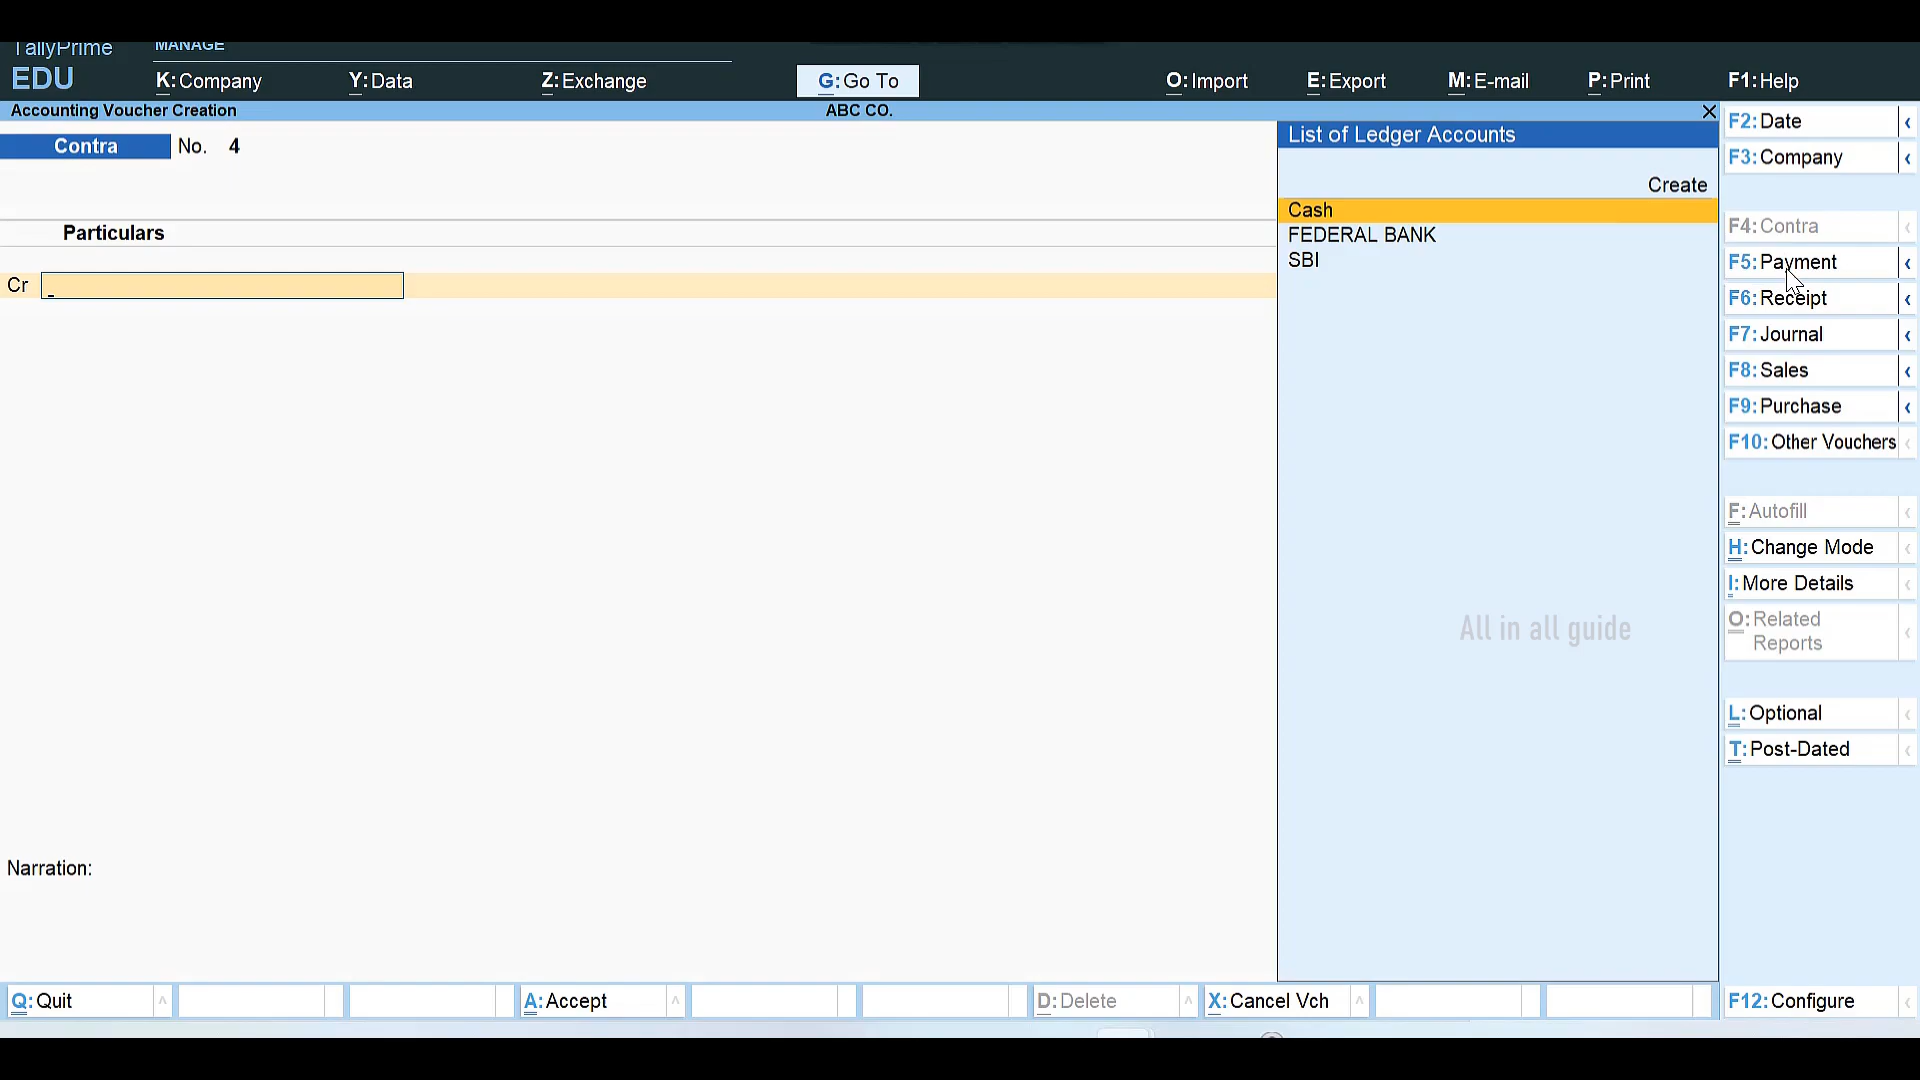 TallyPrime
MANAGE
EDU
K:Company
Y:Data
Z:Exchange
G:Go To
O:Import
E:Export
M:E-mail
P:Print
F1:Help
Accounting Voucher Creation
ABC CO.
Contra
No. 4
Particulars
Cr
Narration:
List of Ledger Accounts
Create
Cash
FEDERAL BANK
SBI
All in all guide
F2:Date
F3:Company
F4:Contra
F5:Payment
F6:Receipt
F7:Journal
F8:Sales
F9:Purchase
F10:Other Vouchers
F:Autofill
H:Change Mode
I:More Details
O:Related
Reports
L:Optional
T:Post-Dated
Q:Quit
A:Accept
D:Delete
X:Cancel Vch
F12:Configure